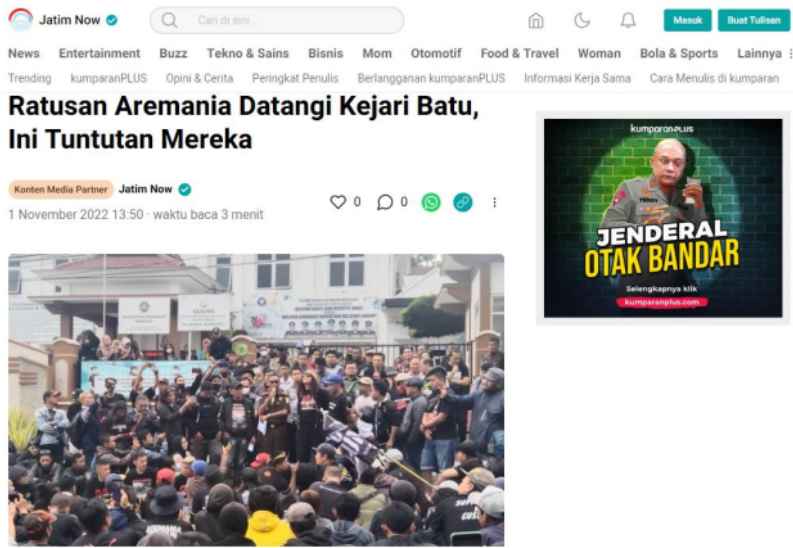 Jatim Now
Cari di sini...
Masuk
Buat Tulisan
News Entertainment Buzz Tekno & Sains Bisnis Mom Otomotif Food & Travel Woman Bola & Sports Lainnya
Trending kumparanPLUS Opini & Cerita Peringkat Penulis Berlangganan kumparanPLUS Informasi Kerja Sama Cara Menulis di kumparan
Ratusan Aremania Datangi Kejari Batu,
Ini Tuntutan Mereka
Konten Media Partner Jatim Now
0 0
1 November 2022 13:50 · waktu baca 3 menit
kumparanPLUS
TEDDY
JENDERAL
OTAK BANDAR
Selengkapnya klik
kumparanplus.com
AREMANIA